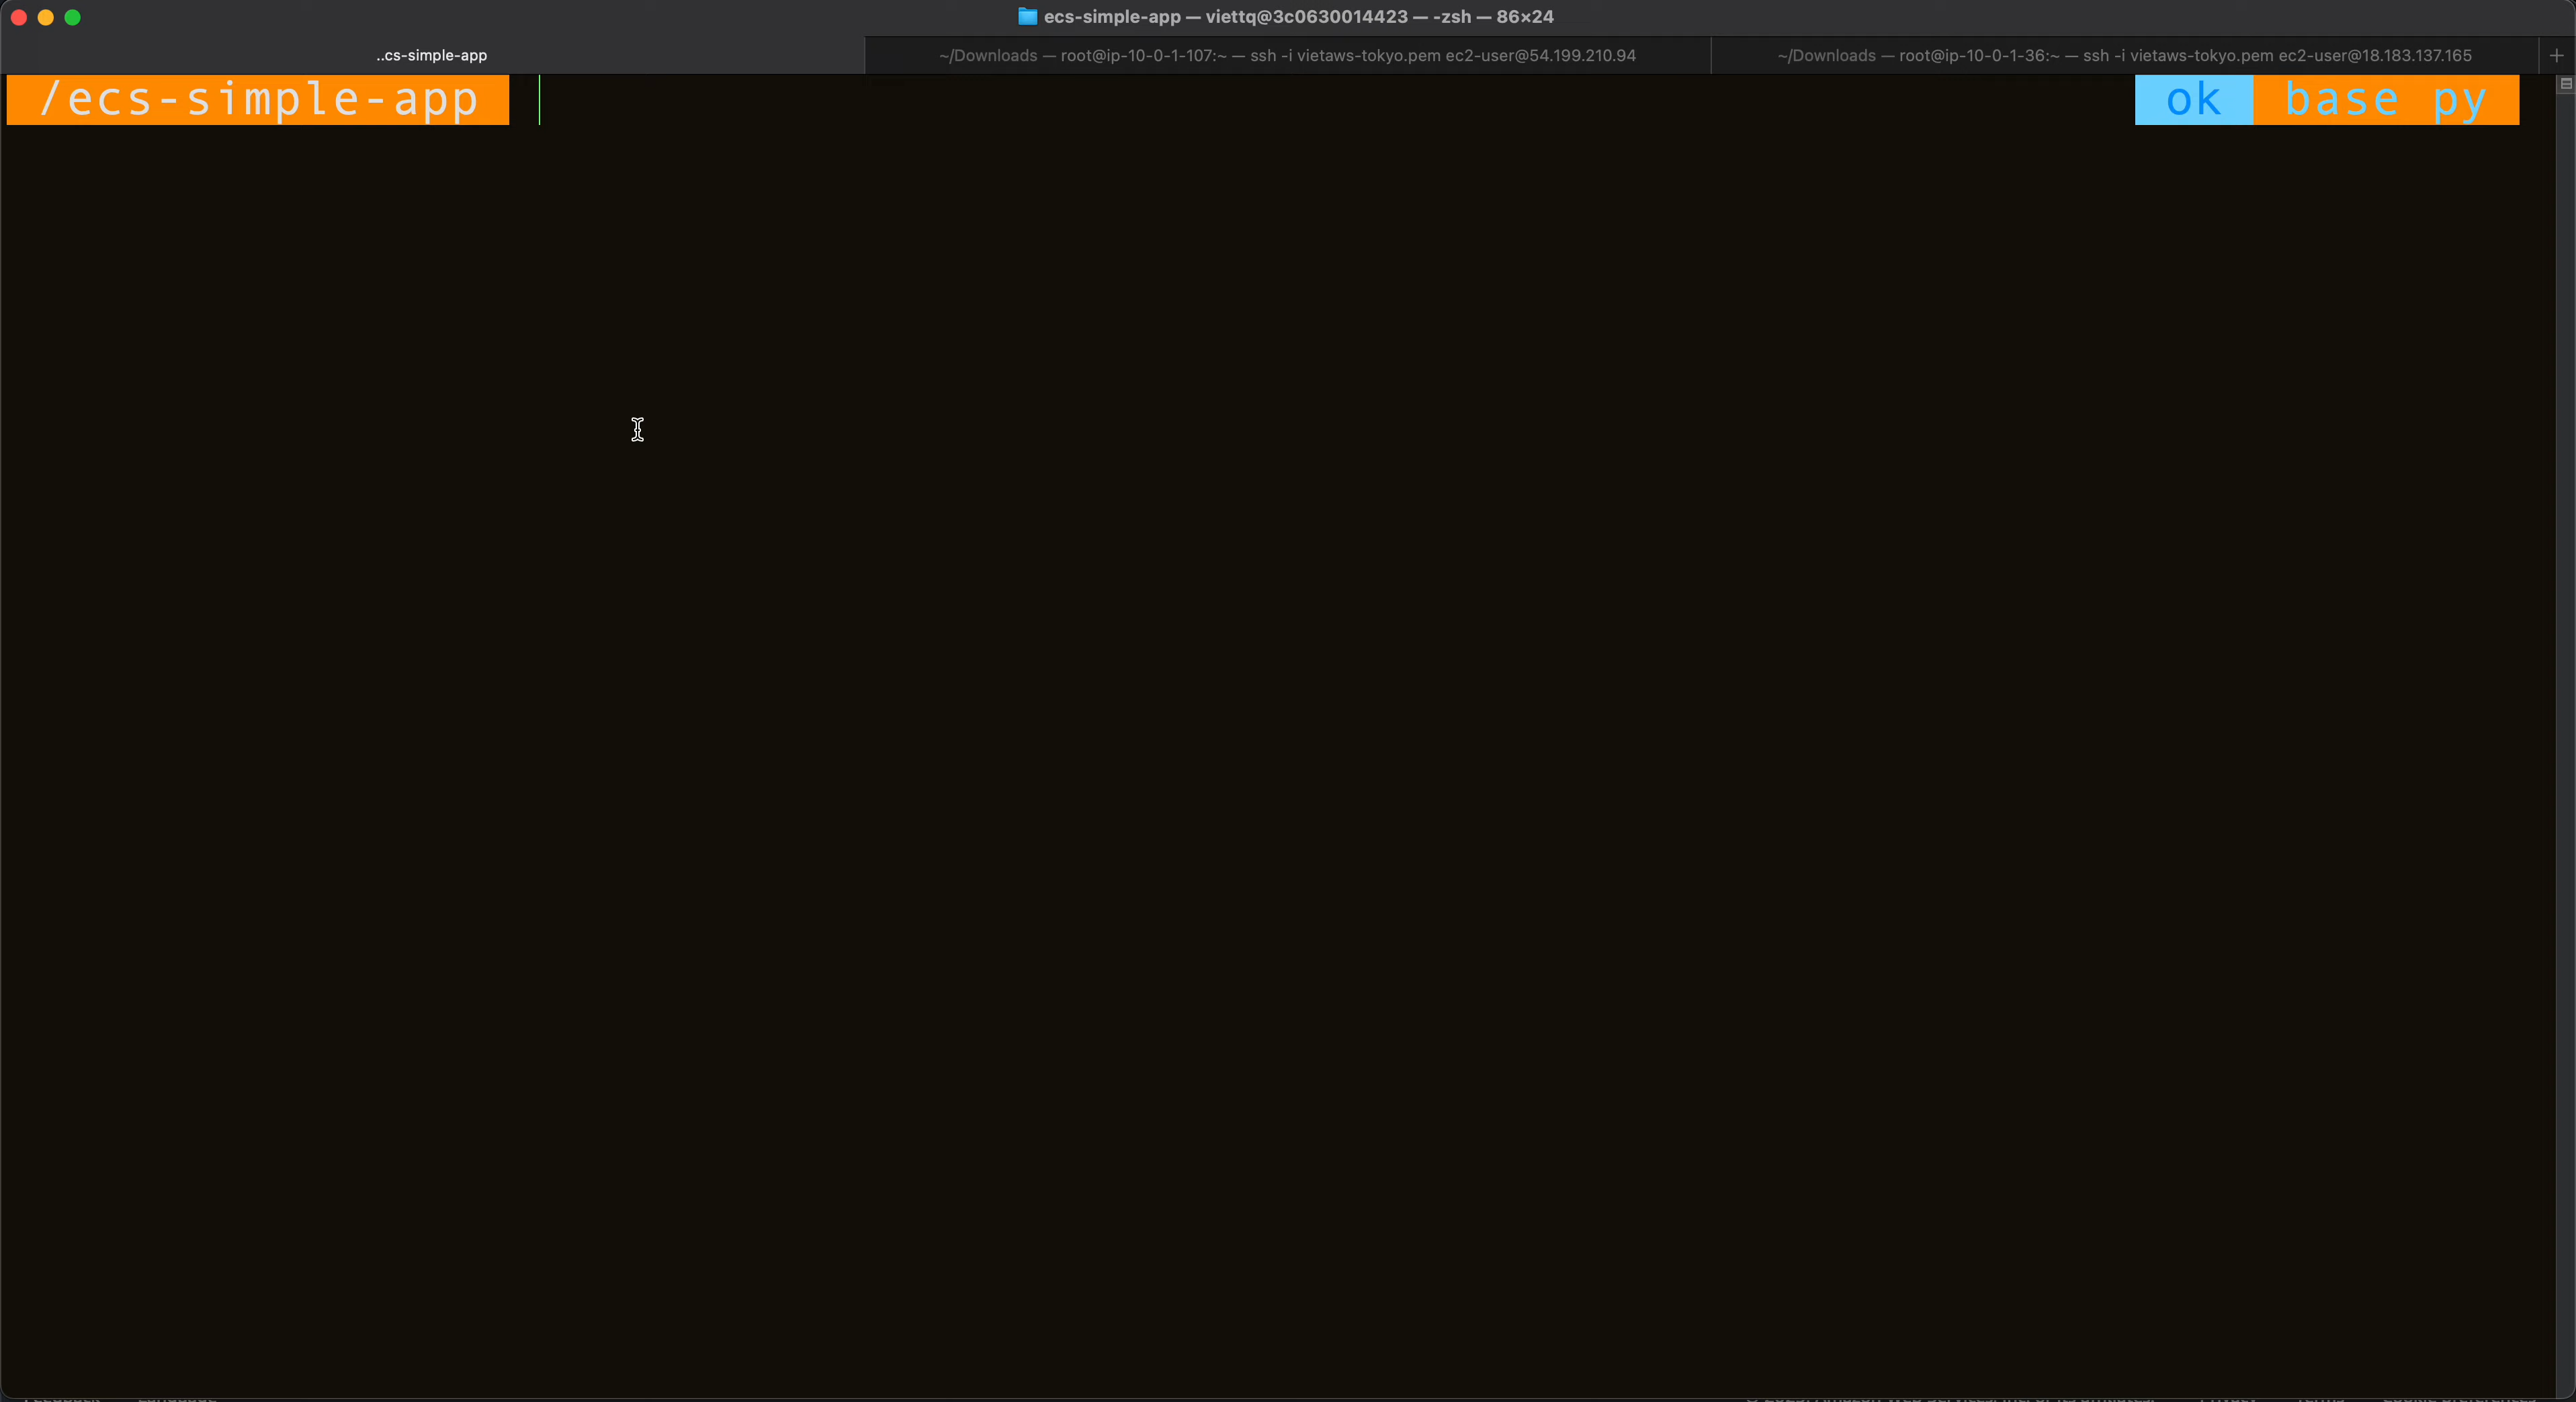 ecs-simple-app — viettq@3c0630014423 — -zsh — 86×24
..cs-simple-app
~/Downloads — root@ip-10-0-1-107:~ — ssh -i vietaws-tokyo.pem ec2-user@54.199.210.94
~/Downloads — root@ip-10-0-1-36:~ — ssh -i vietaws-tokyo.pem ec2-user@18.183.137.165
/ecs-simple-app
ok base py